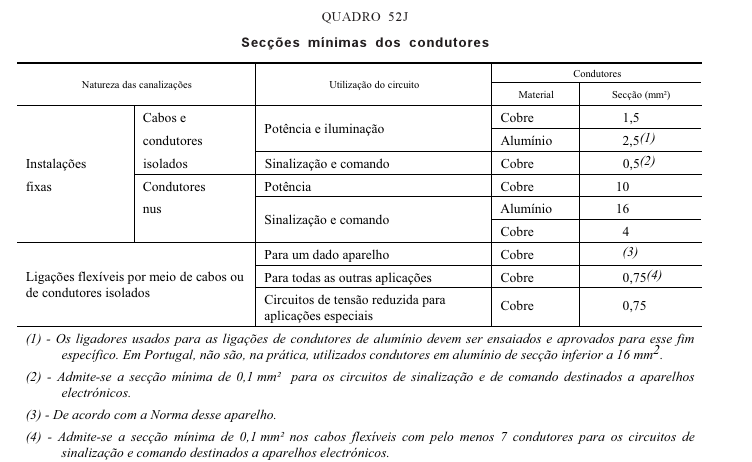 QUADRO 52J
Secções mínimas dos condutores
Natureza das canalizações
Utilização do circuito
Condutores
Material
Secção (mm²)
Instalações
fixas
Cabos e
condutores
isolados
Potência e iluminação
Cobre
1,5
Alumínio
2,5(1)
Sinalização e comando
Cobre
0,5(2)
Condutores
nus
Potência
Cobre
10
Sinalização e comando
Alumínio
16
Cobre
4
Ligações flexíveis por meio de cabos ou
de condutores isolados
Para um dado aparelho
Cobre
(3)
Para todas as outras aplicações
Cobre
0,75(4)
Circuitos de tensão reduzida para
aplicações especiais
Cobre
0,75
(1) - Os ligadores usados para as ligações de condutores de alumínio devem ser ensaiados e aprovados para esse fim
específico. Em Portugal, não são, na prática, utilizados condutores em alumínio de secção inferior a 16 mm².
(2) - Admite-se a secção mínima de 0,1 mm² para os circuitos de sinalização e de comando destinados a aparelhos
electrónicos.
(3) - De acordo com a Norma desse aparelho.
(4) - Admite-se a secção mínima de 0,1 mm² nos cabos flexíveis com pelo menos 7 condutores para os circuitos de
sinalização e comando destinados a aparelhos electrónicos.